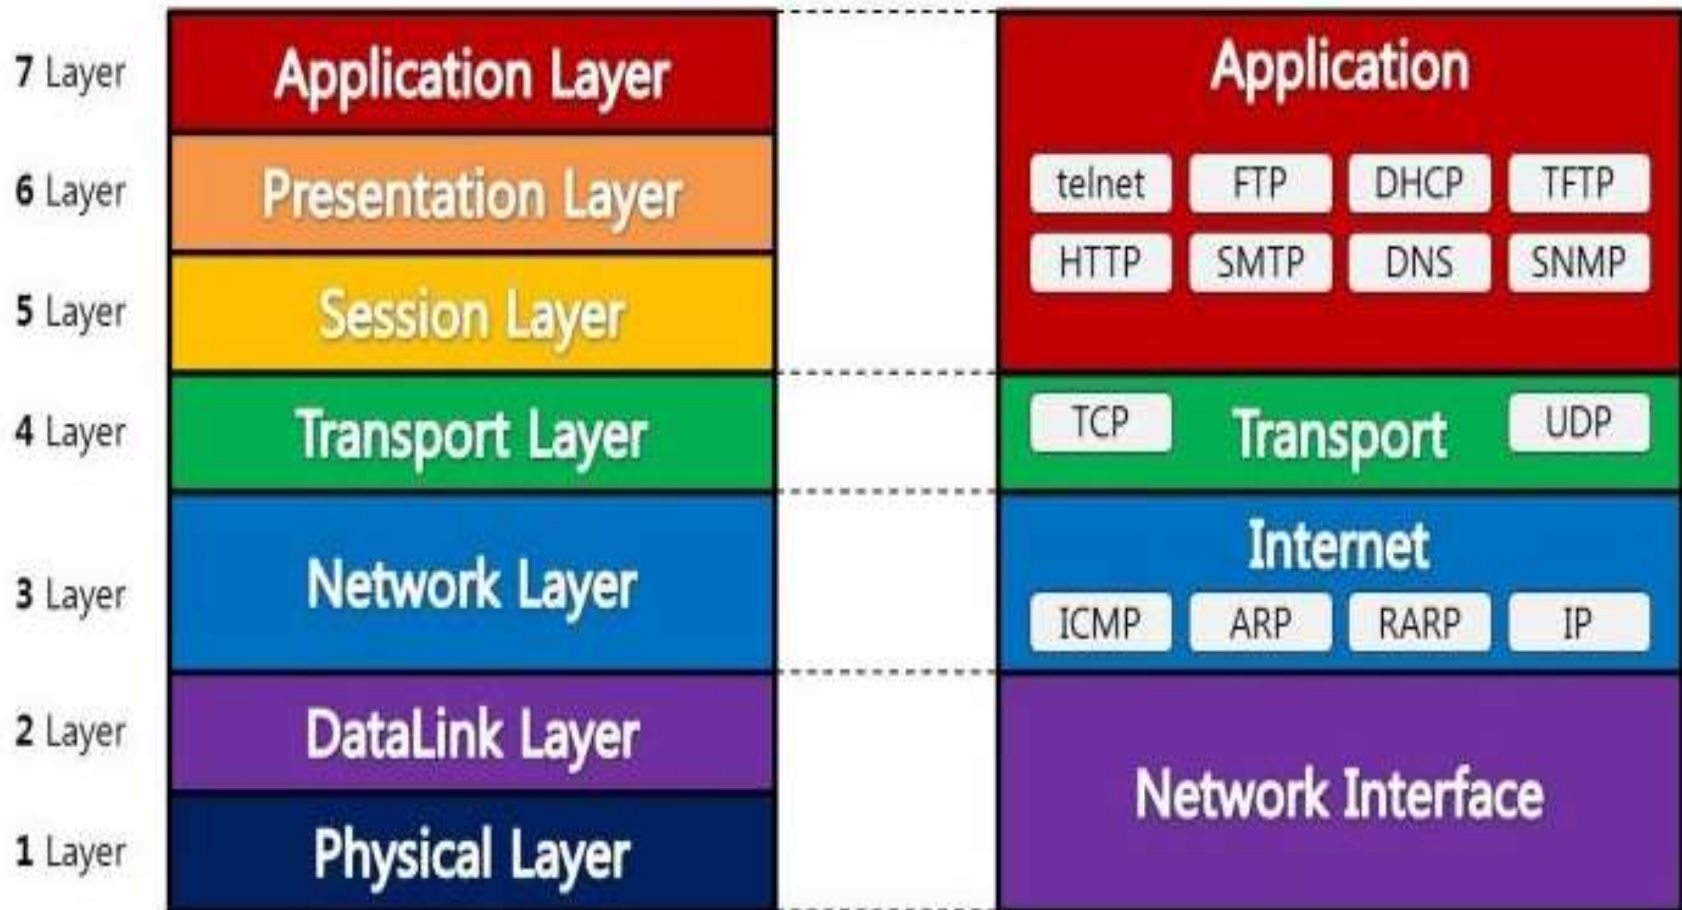 7 Layer
Application Layer
6 Layer
Presentation Layer
5 Layer
Session Layer
4 Layer
Transport Layer
3 Layer
Network Layer
2 Layer
DataLink Layer
1 Layer
Physical Layer
Application
telnet FTP DHCP TFTP
HTTP SMTP DNS SNMP
TCP Transport UDP
Internet
ICMP ARP RARP IP
Network Interface